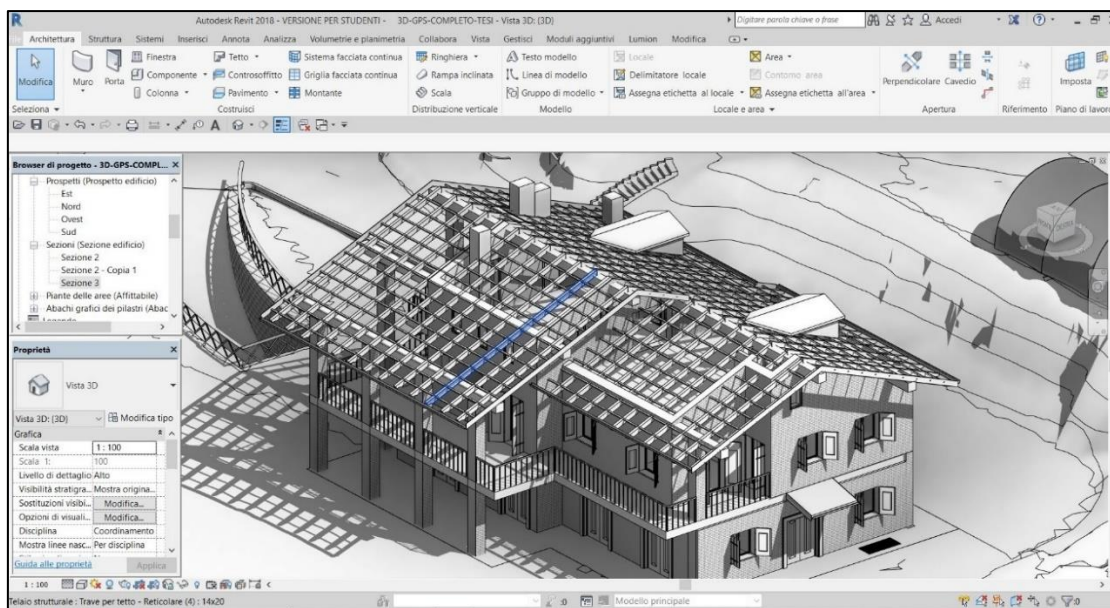 Autodesk Revit 2018 - VERSIONE PER STUDENTI - 3D-GPS-COMPLETO-TESI - Vista 3D: {3D} Digitare parola chiave o frase Accedi
Architettura Struttura Sistemi Inserisci Annota Analizza Volumetrie e planimetria Collabora Vista Gestisci Moduli aggiuntivi Lumion Modifica
Finestra Tetto Sistema facciata continua Ringhiera Testo modello Locale Area
Modifica Muro Porta Componente Controsoffitto Griglia facciata continua Rampa inclinata Linea di modello Delimitatore locale Contorno area Perpendicolare Cavedio Imposta
Colonna Pavimento Montante Scala Gruppo di modello Assegna etichetta al locale Assegna etichetta all'area
Seleziona Costruisci Distribuzione verticale Modello Locale e area Apertura Riferimento Piano di lavoro
Browser di progetto - 3D-GPS-COMPL...
Prospetti (Prospetto edificio)
Est
Nord
Ovest
Sud
Sezioni (Sezione edificio)
Sezione 2
Sezione 2 - Copia 1
Sezione 3
Piante delle aree (Affittabile)
Abachi grafici dei pilastri (Abac
Proprietà
Vista 3D
Vista 3D: {3D} Modifica tipo
Grafica
Scala vista 1 : 100
Scala 1: 100
Livello di dettaglio Alto
Visibilità stratigra... Mostra origina...
Sostituzioni visibi... Modifica...
Opzioni di visuali... Modifica...
Disciplina Coordinamento
Mostra linee nasc... Per disciplina
Guida alle proprietà Applica
1 : 100
Telaio strutturale : Trave per tetto - Reticolare (4) : 14x20 :0 Modello principale :0